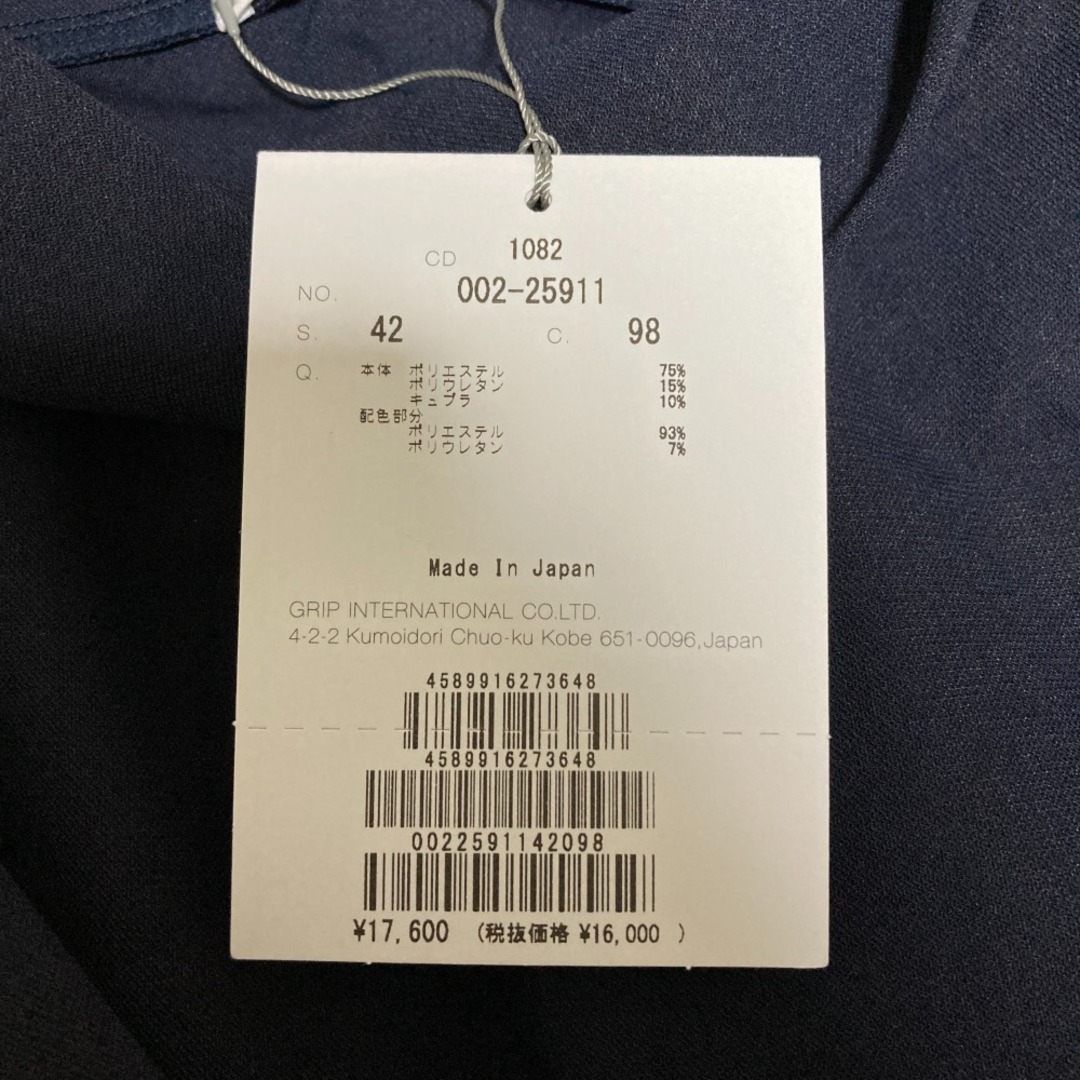 CD 1082
NO. 002-25911
S. 42 C. 98
Q. 本体 ポリエステル 75%
ポリウレタン 15%
キュプラ 10%
配色部分
ポリエステル 93%
ポリウレタン 7%
Made In Japan
GRIP INTERNATIONAL CO.LTD.
4-2-2 Kumoidori Chuo-ku Kobe 651-0096,Japan
4589916273648
4589916273648
0022591142098
¥17,600 (税抜価格 ¥16,000 )